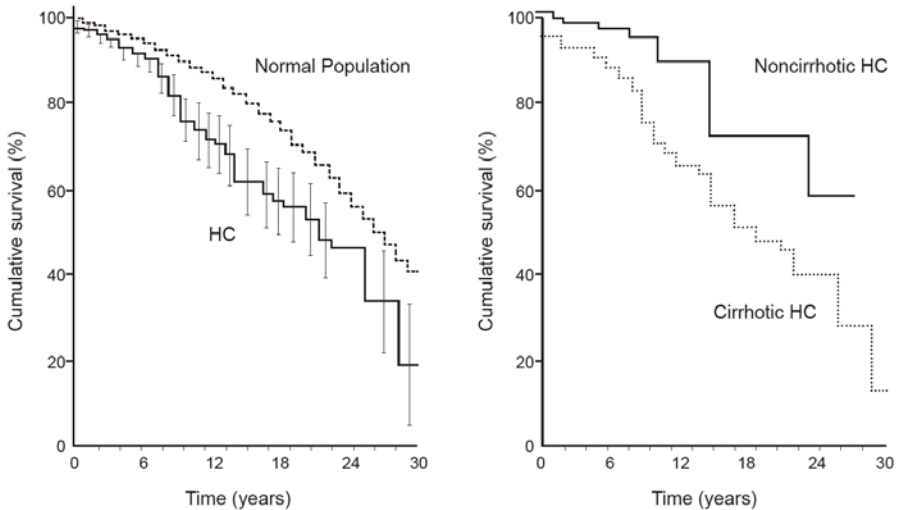 100
80
60
40
20
0
0 6 12 18 24 30
Cumulative survival (%)
Time (years)
Normal Population
HC
100
80
60
40
20
0
0 6 12 18 24 30
Cumulative survival (%)
Time (years)
Noncirrhotic HC
Cirrhotic HC